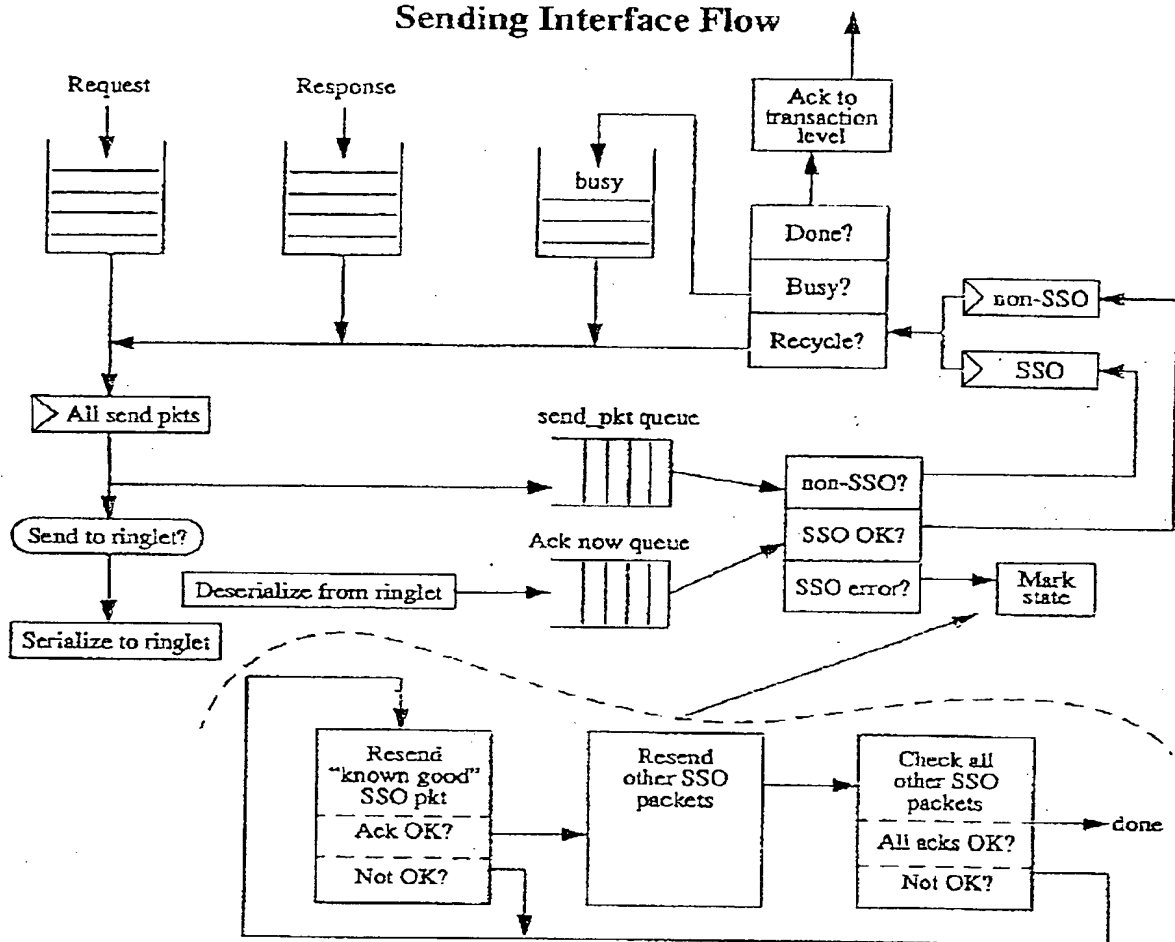 Sending Interface Flow
Request
Response
busy
Ack to
transaction
level
Done?
Busy?
Recycle?
non-SSO
SSO
All send pkts
send_pkt queue
non-SSO?
SSO OK?
SSO error?
Send to ringlet?
Ack now queue
Deserialize from ringlet
Mark
state
Serialize to ringlet
Resend
“known good”
SSO pkt
Ack OK?
Not OK?
Resend
other SSO
packets
Check all
other SSO
packets
All acks OK?
Not OK?
done